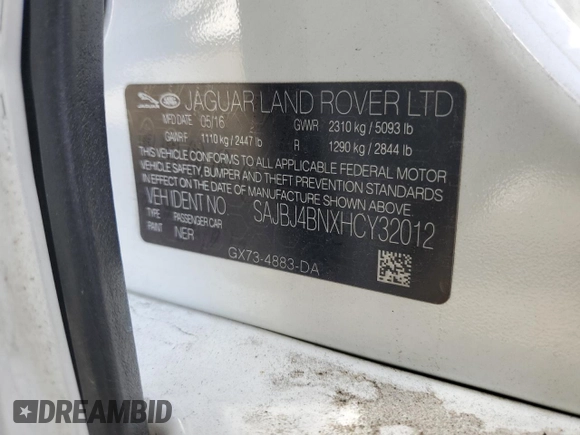 JAGUAR LAND ROVER LTD
MFD DATE 05/16 GVWR 2310 kg / 5093 lb
GAWR F 1110 kg / 2447 lb R 1290 kg / 2844 lb
THIS VEHICLE CONFORMS TO ALL APPLICABLE FEDERAL MOTOR
VEHICLE SAFETY, BUMPER AND THEFT PREVENTION STANDARDS
IN EFFECT ON THE DATE OF MANUFACTURE SHOWN ABOVE
VEH IDENT NO. SAJBJ4BNXHCY32012
TYPE PASSENGER CAR
PAINT NER
GX73-4883-DA
DREAMBID